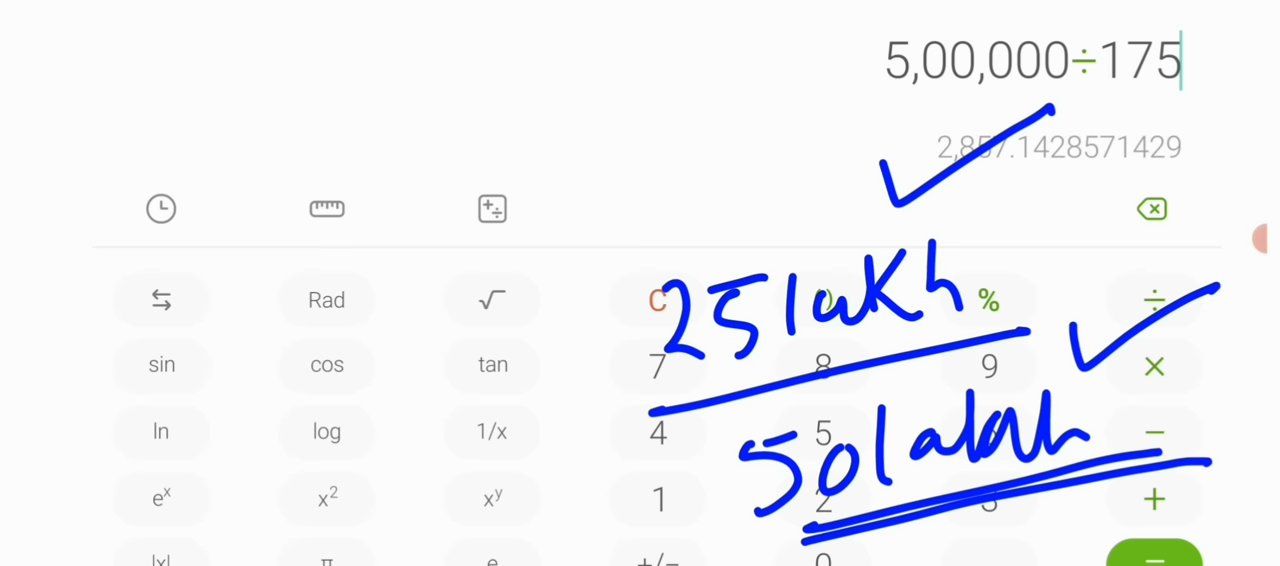 5,00,000÷175
2,857.1428571429
Rad √ C ) % ÷
25 lakh
sin cos tan 7 8 9 ×
50 lakh
ln log 1/x 4 5 −
eˣ x² xʸ 1 2 3 +
|x| π e +/− 0 =